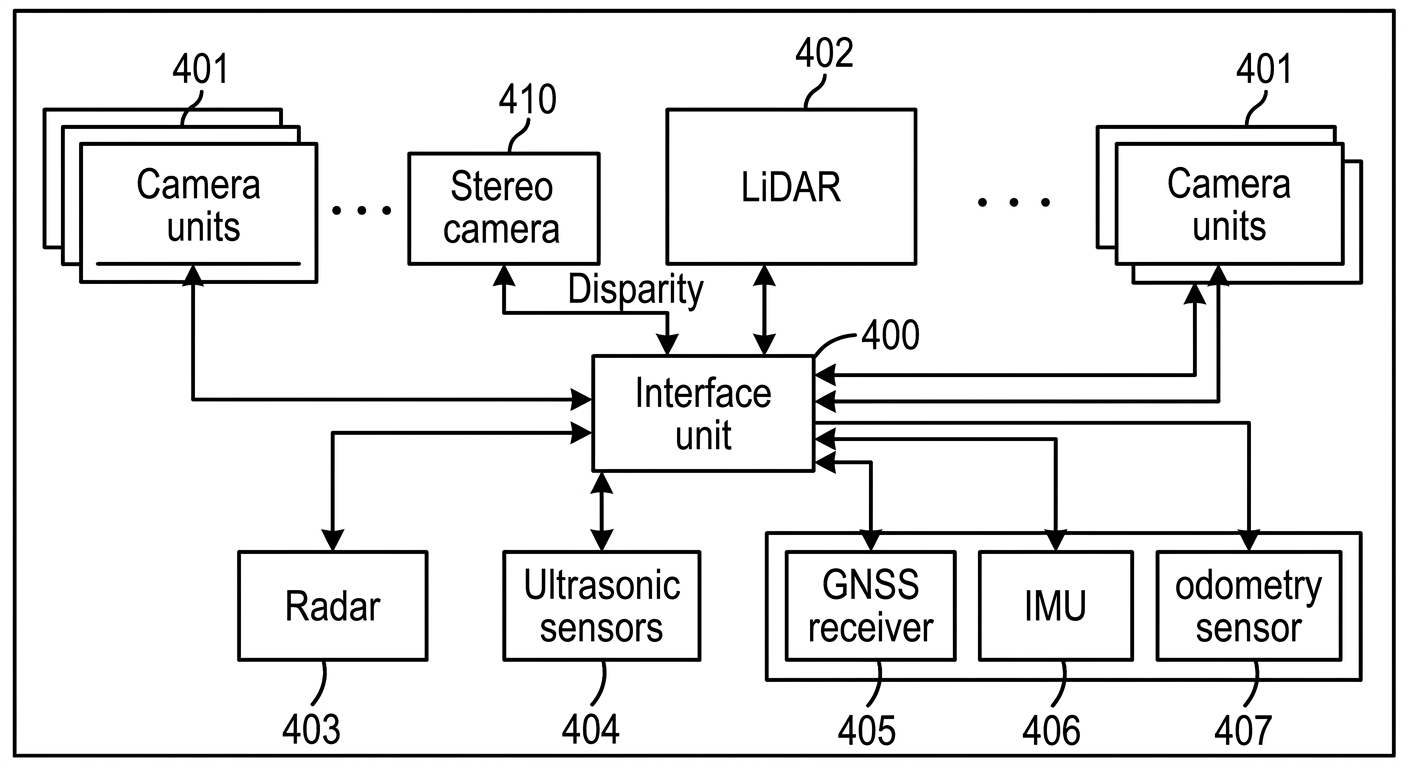 401
402
401
410
Camera
units
Stereo
camera
LiDAR
Camera
units
Disparity
400
Interface
unit
Radar
Ultrasonic
sensors
GNSS
receiver
IMU
odometry
sensor
403
404
405
406
407